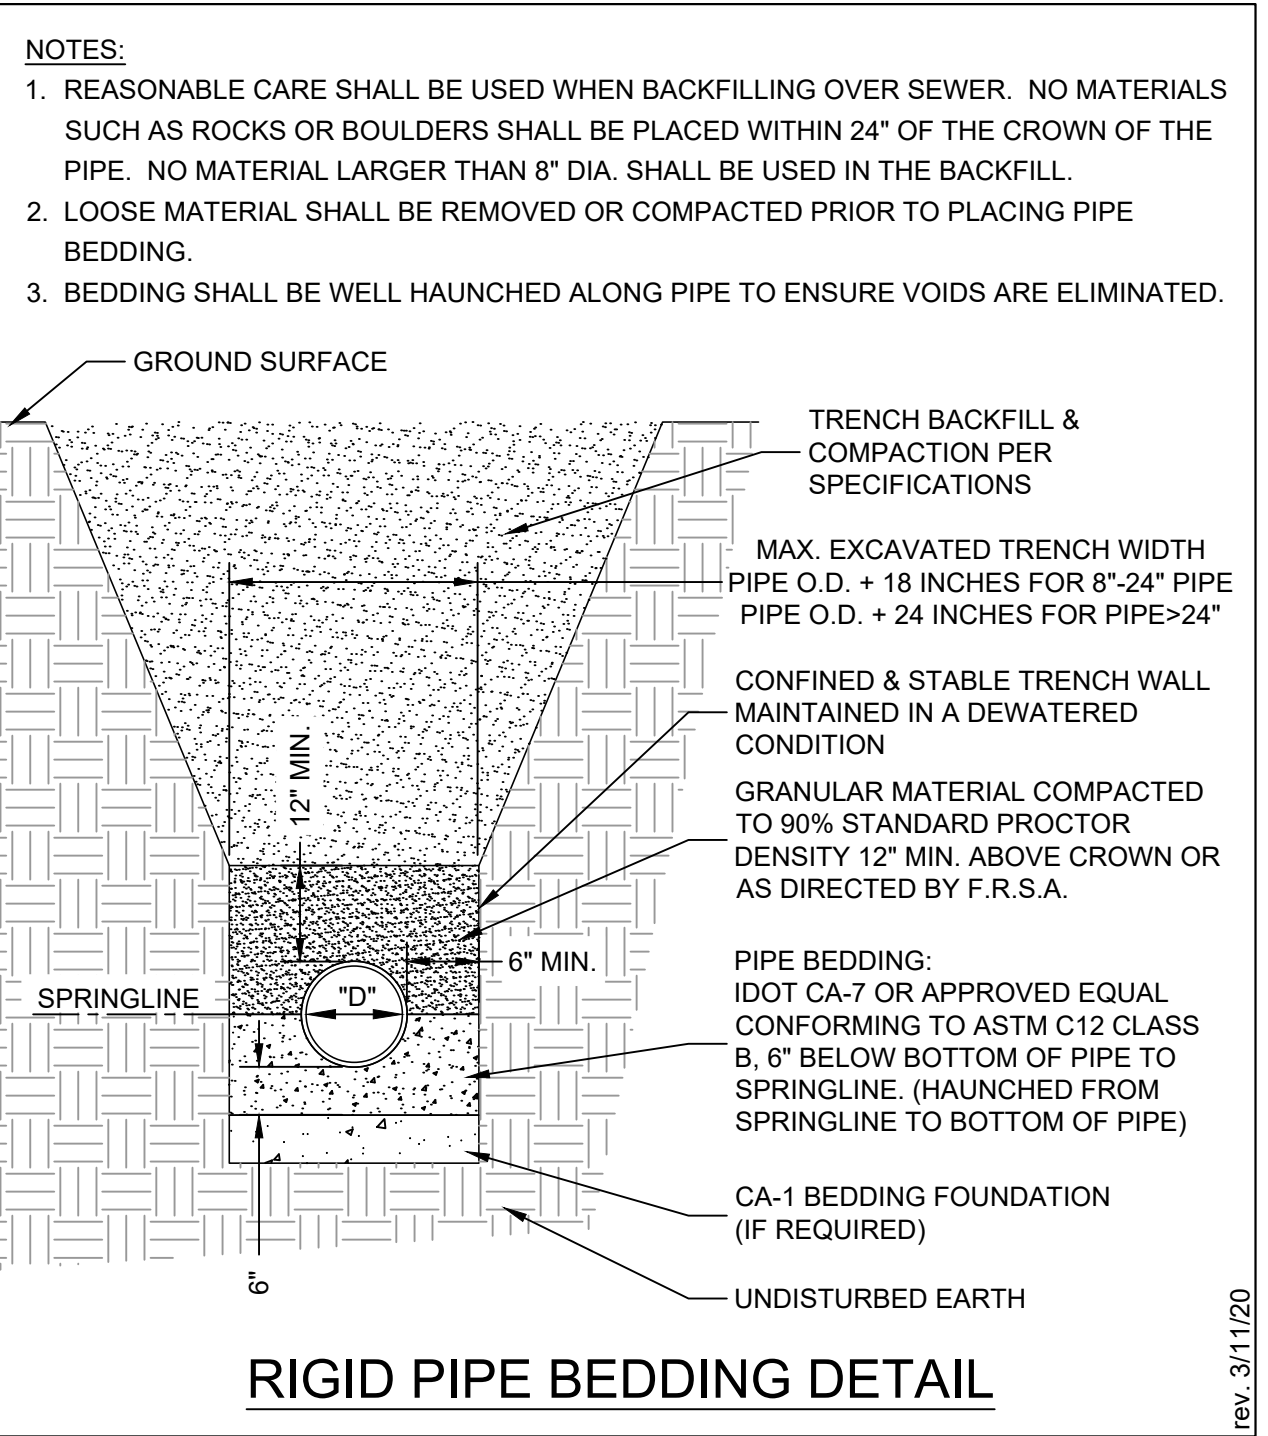 NOTES:
1. REASONABLE CARE SHALL BE USED WHEN BACKFILLING OVER SEWER. NO MATERIALS
SUCH AS ROCKS OR BOULDERS SHALL BE PLACED WITHIN 24" OF THE CROWN OF THE
PIPE. NO MATERIAL LARGER THAN 8" DIA. SHALL BE USED IN THE BACKFILL.
2. LOOSE MATERIAL SHALL BE REMOVED OR COMPACTED PRIOR TO PLACING PIPE
BEDDING.
3. BEDDING SHALL BE WELL HAUNCHED ALONG PIPE TO ENSURE VOIDS ARE ELIMINATED.
GROUND SURFACE
TRENCH BACKFILL &
COMPACTION PER
SPECIFICATIONS
MAX. EXCAVATED TRENCH WIDTH
PIPE O.D. + 18 INCHES FOR 8"-24" PIPE
PIPE O.D. + 24 INCHES FOR PIPE>24"
CONFINED & STABLE TRENCH WALL
MAINTAINED IN A DEWATERED
CONDITION
12" MIN.
GRANULAR MATERIAL COMPACTED
TO 90% STANDARD PROCTOR
DENSITY 12" MIN. ABOVE CROWN OR
AS DIRECTED BY F.R.S.A.
6" MIN.
SPRINGLINE
"D"
PIPE BEDDING:
IDOT CA-7 OR APPROVED EQUAL
CONFORMING TO ASTM C12 CLASS
B, 6" BELOW BOTTOM OF PIPE TO
SPRINGLINE. (HAUNCHED FROM
SPRINGLINE TO BOTTOM OF PIPE)
CA-1 BEDDING FOUNDATION
(IF REQUIRED)
6"
UNDISTURBED EARTH
RIGID PIPE BEDDING DETAIL
rev. 3/11/20